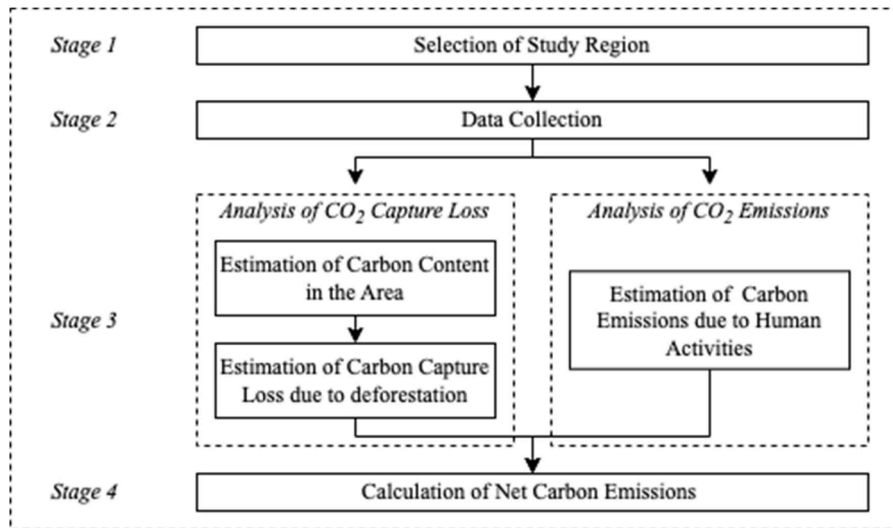 Stage 1
Selection of Study Region
Stage 2
Data Collection
Analysis of CO₂ Capture Loss
Analysis of CO₂ Emissions
Stage 3
Estimation of Carbon Content
in the Area
Estimation of Carbon Capture
Loss due to deforestation
Estimation of Carbon
Emissions due to Human
Activities
Stage 4
Calculation of Net Carbon Emissions